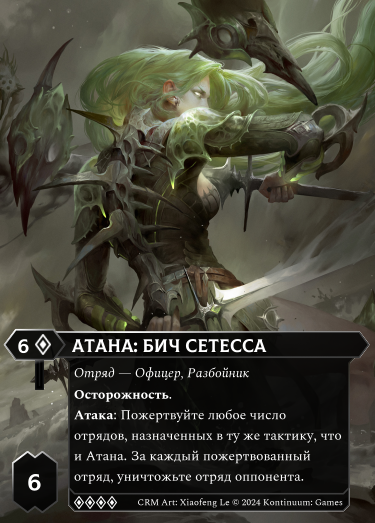 6 АТАНА: БИЧ СЕТЕССА
Отряд — Офицер, Разбойник
Осторожность.
Атака: Пожертвуйте любое число
отрядов, назначенных в ту же тактику, что
и Атана. За каждый пожертвованный
отряд, уничтожьте отряд оппонента.
6
CRM Art: Xiaofeng Le © 2024 Kontinuum: Games